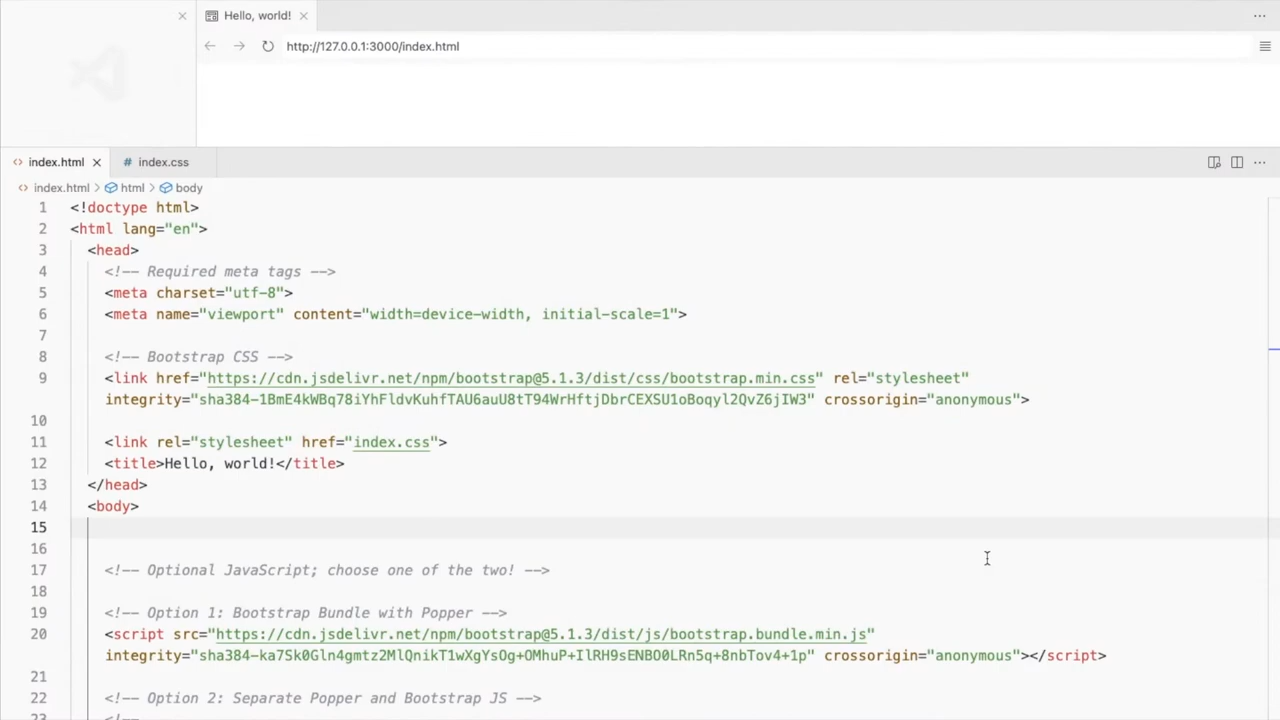 Hello, world!
http://127.0.0.1:3000/index.html
index.html
# index.css
index.html > html > body
1 <!doctype html>
2 <html lang="en">
3 <head>
4 <!-- Required meta tags -->
5 <meta charset="utf-8">
6 <meta name="viewport" content="width=device-width, initial-scale=1">
7
8 <!-- Bootstrap CSS -->
9 <link href="https://cdn.jsdelivr.net/npm/bootstrap@5.1.3/dist/css/bootstrap.min.css" rel="stylesheet"
integrity="sha384-1BmE4kWBq78iYhFldvKuhfTAU6auU8tT94WrHftjDbrCEXSU1oBoqyl2QvZ6jIW3" crossorigin="anonymous">
10
11 <link rel="stylesheet" href="index.css">
12 <title>Hello, world!</title>
13 </head>
14 <body>
15
16
17 <!-- Optional JavaScript; choose one of the two! -->
18
19 <!-- Option 1: Bootstrap Bundle with Popper -->
20 <script src="https://cdn.jsdelivr.net/npm/bootstrap@5.1.3/dist/js/bootstrap.bundle.min.js"
integrity="sha384-ka7Sk0Gln4gmtz2MlQnikT1wXgYsOg+OMhuP+IlRH9sENBO0LRn5q+8nbTov4+1p" crossorigin="anonymous"></script>
21
22 <!-- Option 2: Separate Popper and Bootstrap JS -->
23 <!--